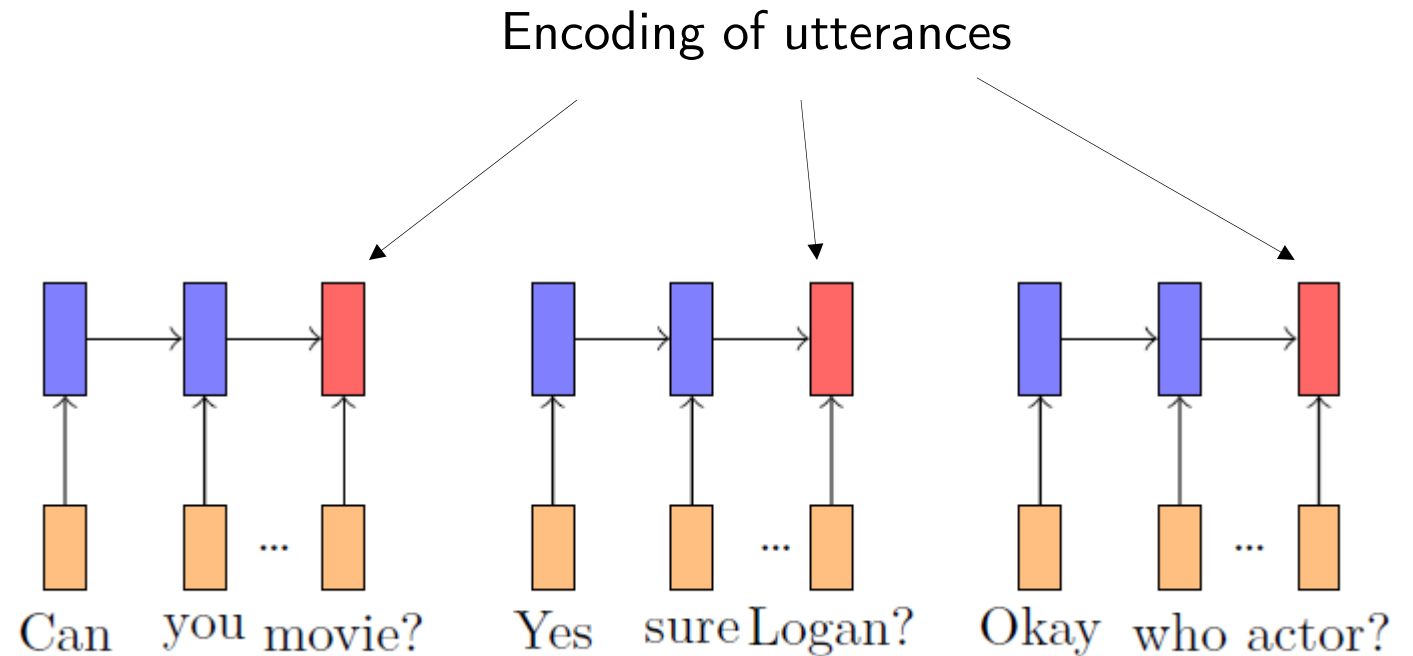 Encoding of utterances
... ... ...
Can you movie? Yes sure Logan? Okay who actor?